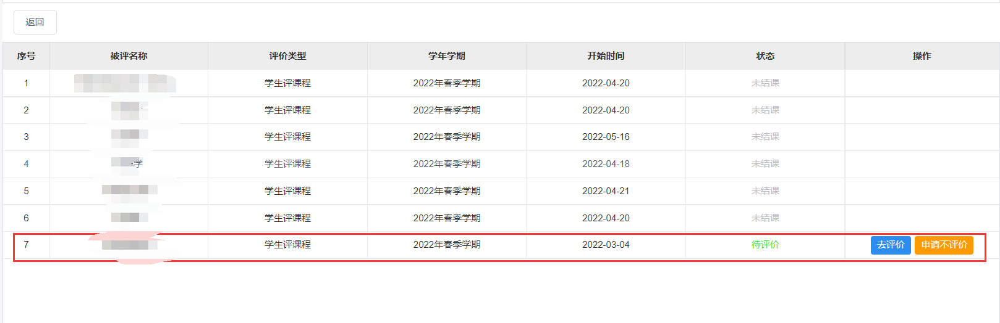 返回
序号 被评名称 评价类型 学年学期 开始时间 状态 操作
1 学生评课程 2022年春季学期 2022-04-20 未结课
2 学生评课程 2022年春季学期 2022-04-20 未结课
3 学生评课程 2022年春季学期 2022-05-16 未结课
4 学 学生评课程 2022年春季学期 2022-04-18 未结课
5 学生评课程 2022年春季学期 2022-04-21 未结课
6 学生评课程 2022年春季学期 2022-04-20 未结课
7 学生评课程 2022年春季学期 2022-03-04 待评价 去评价 申请不评价